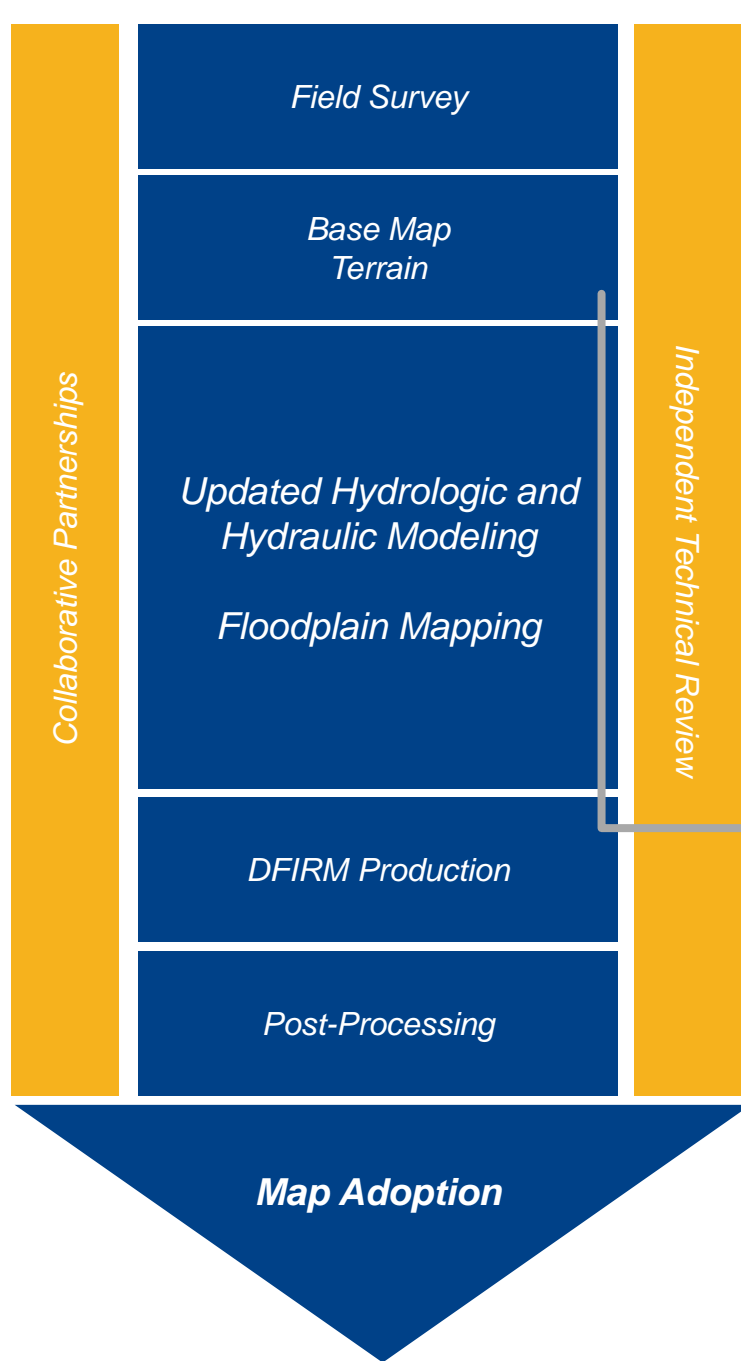 Field Survey
Base Map
Terrain
Collaborative Partnerships
Updated Hydrologic and
Hydraulic Modeling
Floodplain Mapping
Independent Technical Review
DFIRM Production
Post-Processing
Map Adoption